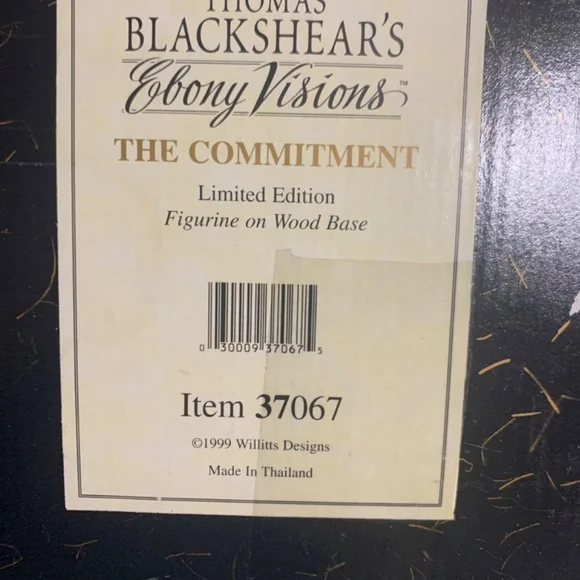 THOMAS
BLACKSHEAR'S
Ebony Visions™
THE COMMITMENT
Limited Edition
Figurine on Wood Base
0 30009 37067 5
Item 37067
©1999 Willitts Designs
Made In Thailand